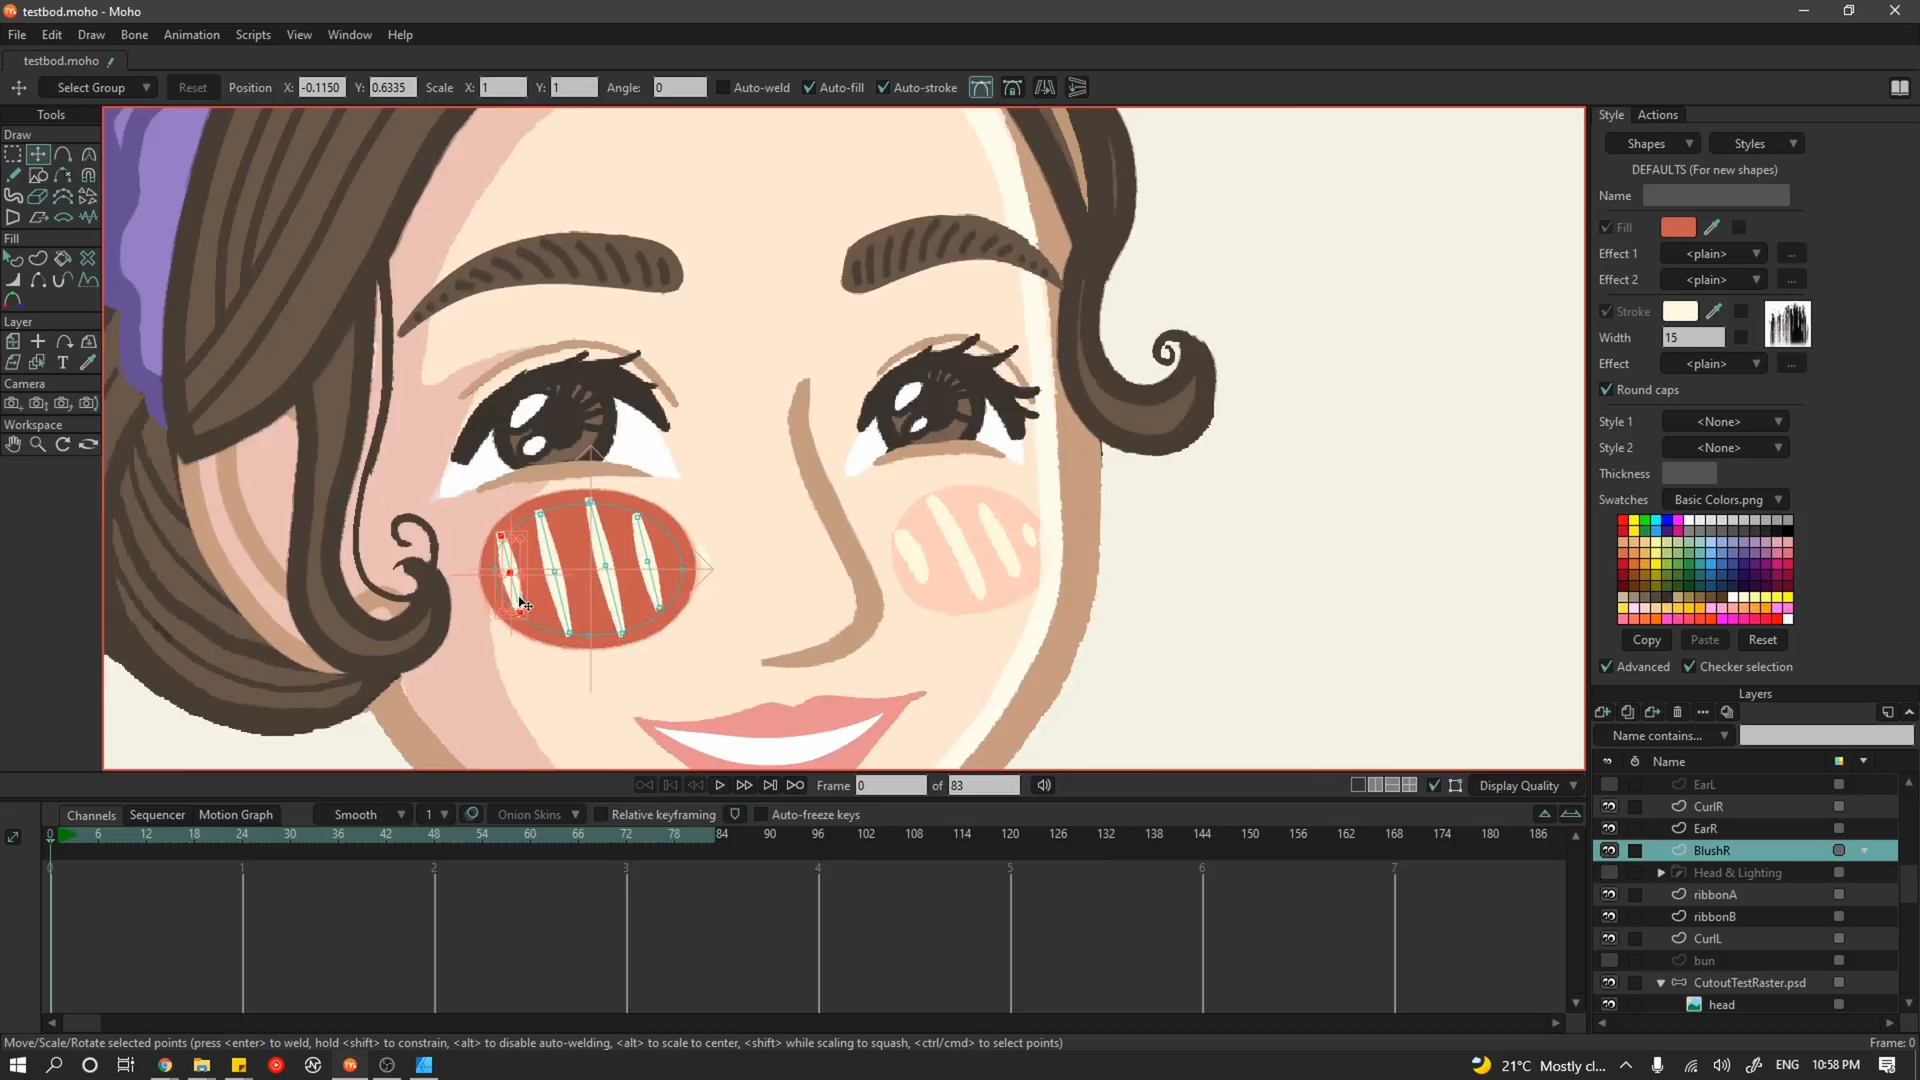 testbod.moho - Moho
File Edit Draw Bone Animation Scripts View Window Help
testbod.moho
Select Group Reset Position X: -0.1150 Y: 0.6335 Scale X: 1 Y: 1 Angle: 0 Auto-weld Auto-fill Auto-stroke
Tools
Draw
Fill
Layer
Camera
Workspace
Style Actions
Shapes Styles
DEFAULTS (For new shapes)
Name
Fill
Effect 1 <plain> ...
Effect 2 <plain> ...
Stroke
Width 15
Effect <plain> ...
Round caps
Style 1 <None>
Style 2 <None>
Thickness
Swatches Basic Colors.png
Copy Paste Reset
Advanced Checker selection
Layers
Name contains...
Name
EarL
CurlR
EarR
BlushR
Head & Lighting
ribbonA
ribbonB
CurlL
bun
CutoutTestRaster.psd
head
Frame 0 of 83 Display Quality
Channels Sequencer Motion Graph Smooth 1 Onion Skins Relative keyframing Auto-freeze keys
0 6 12 18 24 30 36 42 48 54 60 66 72 78 84 90 96 102 108 114 120 126 132 138 144 150 156 162 168 174 180 186
0 1 2 3 4 5 6 7
Move/Scale/Rotate selected points (press <enter> to weld, hold <shift> to constrain, <alt> to disable auto-welding, <alt> to scale to center, <shift> while scaling to squash, <ctrl/cmd> to select points) Frame: 0
21°C Mostly cl... ENG 10:58 PM